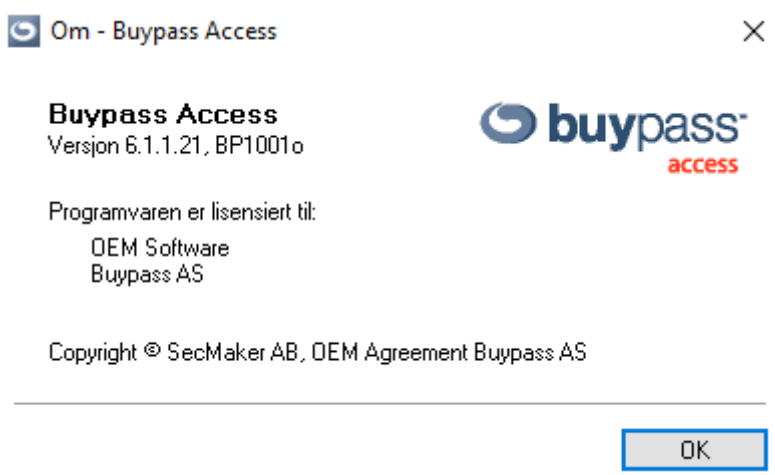 Om - Buypass Access
Buypass Access
Versjon 6.1.1.21, BP1001o
buypass™
access
Programvaren er lisensiert til:
OEM Software
Buypass AS
Copyright © SecMaker AB, OEM Agreement Buypass AS
OK